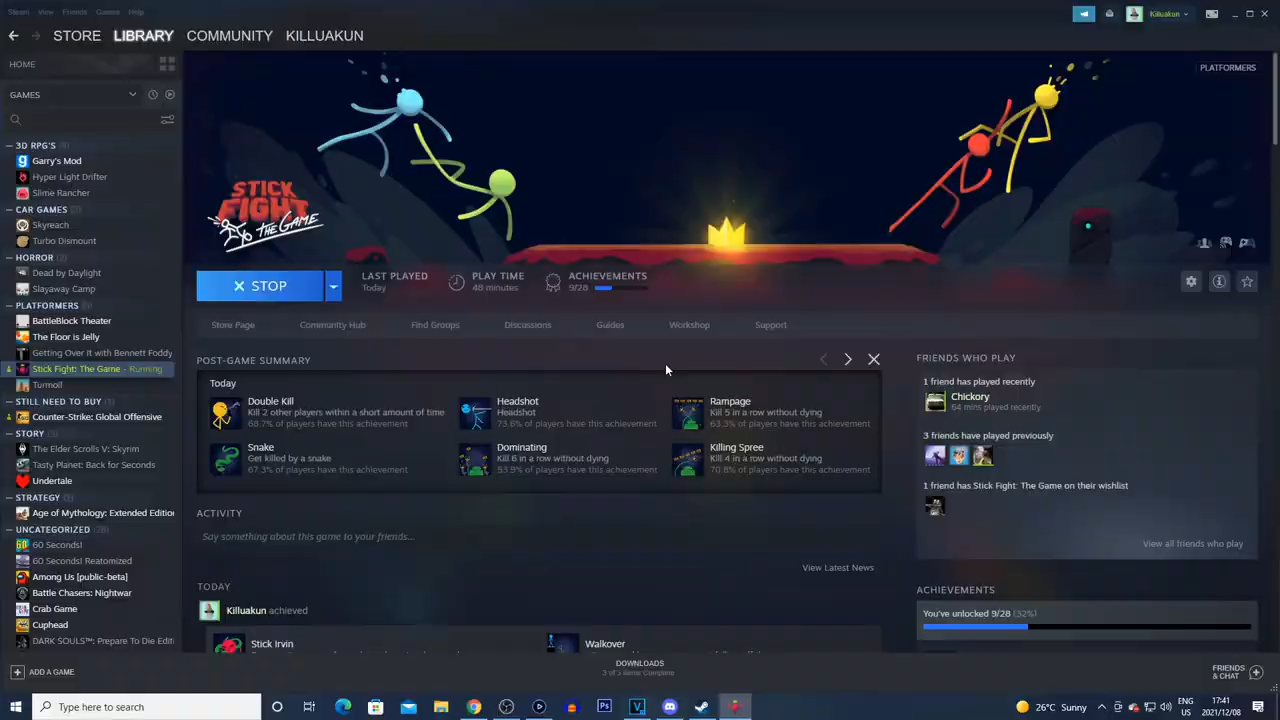 Steam View Friends Games Help
Killuakun
STORE LIBRARY COMMUNITY KILLUAKUN
HOME
GAMES
3D RPG'S
Garry's Mod
Hyper Light Drifter
Slime Rancher
CAR GAMES
Skyreach
Turbo Dismount
HORROR (2)
Dead by Daylight
Slayaway Camp
PLATFORMERS
BattleBlock Theater
The Floor is Jelly
Getting Over It with Bennett Foddy
Stick Fight: The Game - Running
Turmoil
STILL NEED TO BUY
Counter-Strike: Global Offensive
STORY
The Elder Scrolls V: Skyrim
Tasty Planet: Back for Seconds
Undertale
STRATEGY
Age of Mythology: Extended Edition
UNCATEGORIZED (28)
60 Seconds!
60 Seconds! Reatomized
Among Us [public-beta]
Battle Chasers: Nightwar
Crab Game
Cuphead
DARK SOULS™: Prepare To Die Edit
ADD A GAME
PLATFORMERS
STICK
FIGHT
THE GAME
STOP
LAST PLAYED
Today
PLAY TIME
48 minutes
ACHIEVEMENTS
9/28
Store Page Community Hub Find Groups Discussions Guides Workshop Support
POST-GAME SUMMARY
Today
Double Kill
Kill 2 other players within a short amount of time
68.7% of players have this achievement
Headshot
Headshot
73.6% of players have this achievement
Rampage
Kill 5 in a row without dying
63.3% of players have this achievement
Snake
Get killed by a snake
67.3% of players have this achievement
Dominating
Kill 6 in a row without dying
53.9% of players have this achievement
Killing Spree
Kill 4 in a row without dying
70.8% of players have this achievement
ACTIVITY
Say something about this game to your friends...
View Latest News
TODAY
Killuakun achieved
Stick Irvin
Walkover
FRIENDS WHO PLAY
1 friend has played recently
Chickory
64 mins played recently
3 friends have played previously
1 friend has Stick Fight: The Game on their wishlist
View all friends who play
ACHIEVEMENTS
You've unlocked 9/28 (32%)
DOWNLOADS
Items Complete
FRIENDS
& CHAT
Type here to search
26°C Sunny
ENG
US
17:41
2021/12/08